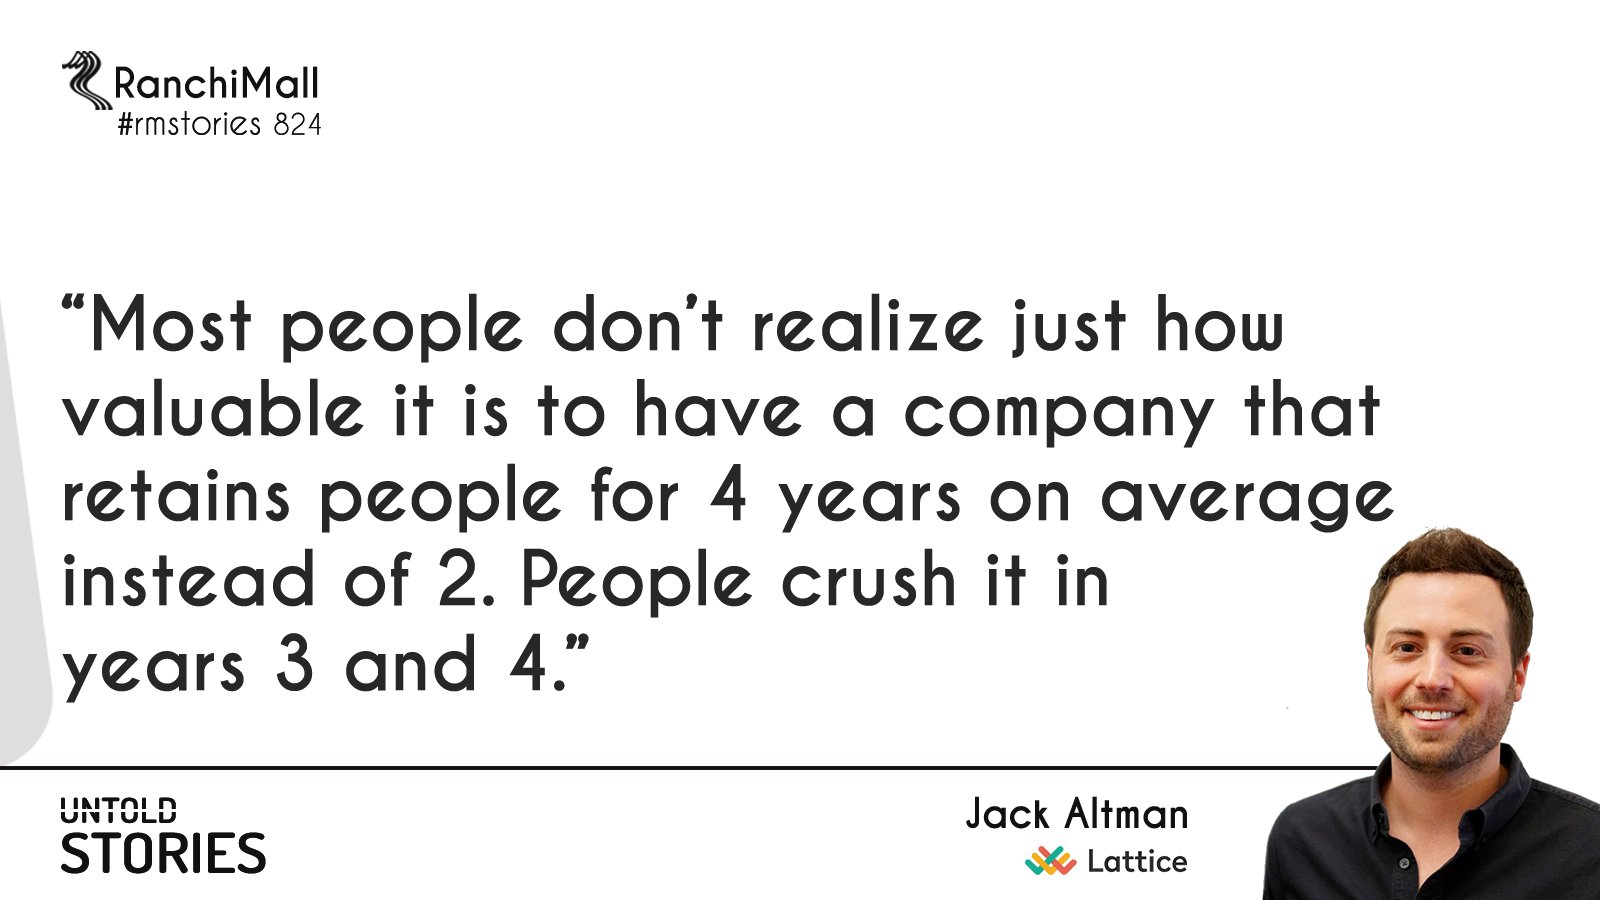 RanchiMall
#rmstories 824
“Most people don’t realize just how
valuable it is to have a company that
retains people for 4 years on average
instead of 2. People crush it in
years 3 and 4.”
UNTOLD
STORIES
Jack Altman
Lattice